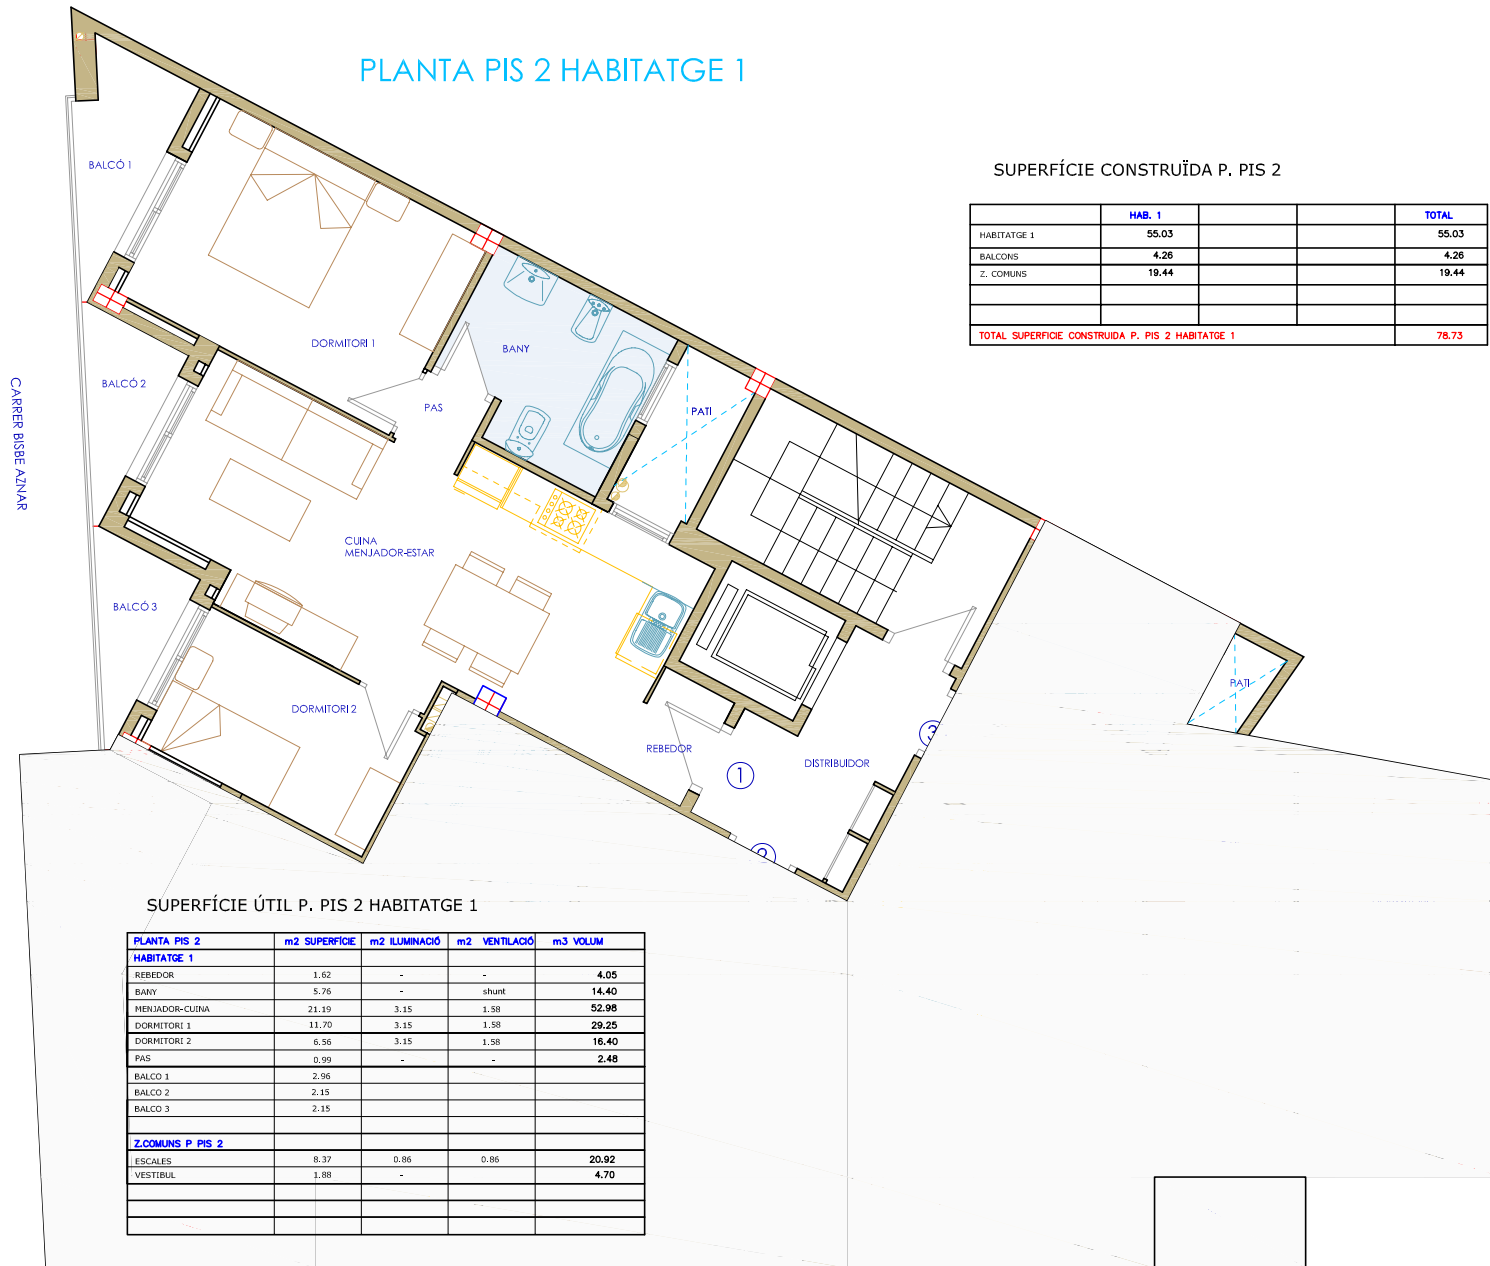 PLANTA PIS 2 HABITATGE 1
SUPERFÍCIE CONSTRUÏDA P. PIS 2
HAB. 1 TOTAL
HABITATGE 1 55.03 55.03
BALCONS 4.26 4.26
Z. COMUNS 19.44 19.44
TOTAL SUPERFICIE CONSTRUIDA P. PIS 2 HABITATGE 1 78.73
BALCÓ 1
DORMITORI 1
BANY
BALCÓ 2
PAS
PATI
CARRER BISBE AZNAR
CUINA
MENJADOR-ESTAR
BALCÓ 3
DORMITORI 2
REBEDOR
DISTRIBUIDOR
PATI
1
2
3
SUPERFÍCIE ÚTIL P. PIS 2 HABITATGE 1
PLANTA PIS 2 m2 SUPERFÍCIE m2 ILUMINACIÓ m2 VENTILACIÓ m3 VOLUM
HABITATGE 1
REBEDOR 1.62 - - 4.05
BANY 5.76 - shunt 14.40
MENJADOR-CUINA 21.19 3.15 1.58 52.98
DORMITORI 1 11.70 3.15 1.58 29.25
DORMITORI 2 6.56 3.15 1.58 16.40
PAS 0.99 - - 2.48
BALCO 1 2.96
BALCO 2 2.15
BALCO 3 2.15
Z.COMUNS P PIS 2
ESCALES 8.37 0.86 0.86 20.92
VESTIBUL 1.88 - 4.70